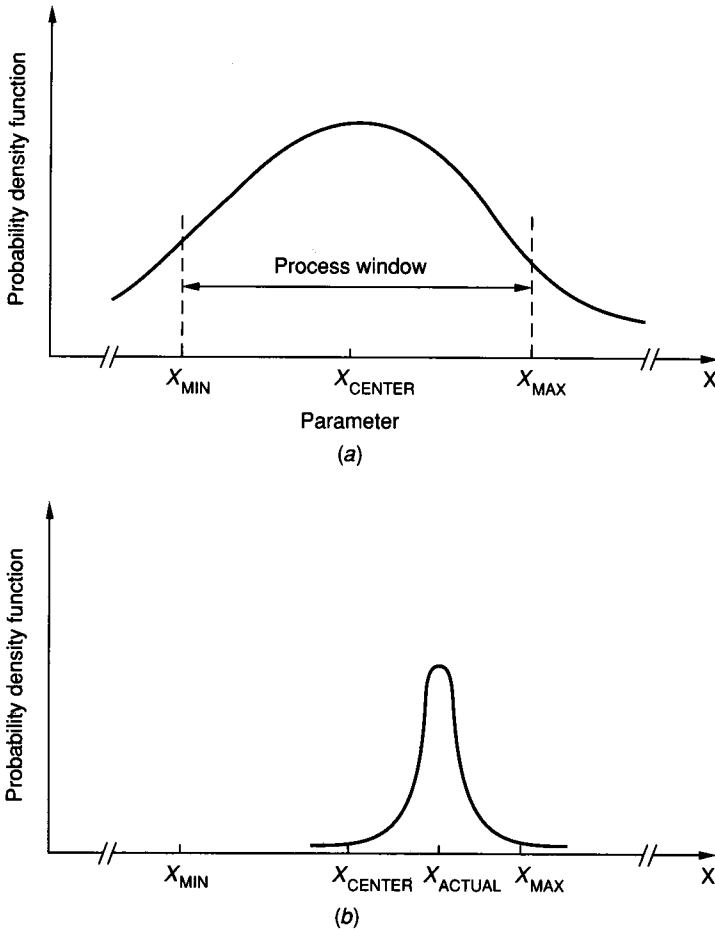 Probability density function
Process window
X_MIN X_CENTER X_MAX X
Parameter
(a)
Probability density function
X_MIN X_CENTER X_ACTUAL X_MAX X
(b)